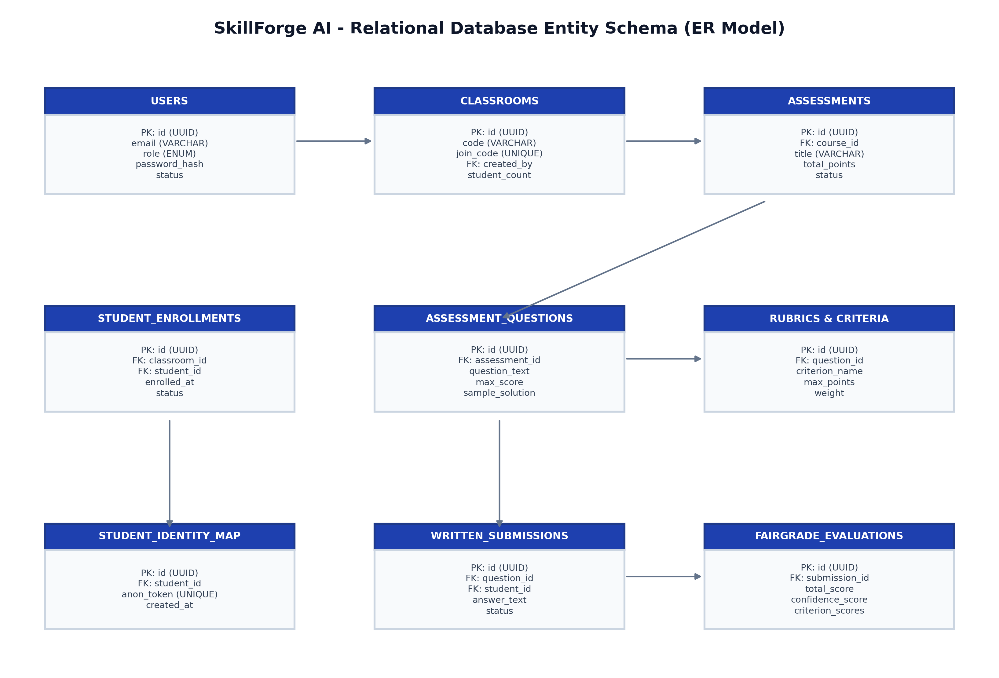 SkillForge AI - Relational Database Entity Schema (ER Model)
USERS
PK: id (UUID)
email (VARCHAR)
role (ENUM)
password_hash
status
CLASSROOMS
PK: id (UUID)
code (VARCHAR)
join_code (UNIQUE)
FK: created_by
student_count
ASSESSMENTS
PK: id (UUID)
FK: course_id
title (VARCHAR)
total_points
status
STUDENT_ENROLLMENTS
PK: id (UUID)
FK: classroom_id
FK: student_id
enrolled_at
status
ASSESSMENT_QUESTIONS
PK: id (UUID)
FK: assessment_id
question_text
max_score
sample_solution
RUBRICS & CRITERIA
PK: id (UUID)
FK: question_id
criterion_name
max_points
weight
STUDENT_IDENTITY_MAP
PK: id (UUID)
FK: student_id
anon_token (UNIQUE)
created_at
WRITTEN_SUBMISSIONS
PK: id (UUID)
FK: question_id
FK: student_id
answer_text
status
FAIRGRADE_EVALUATIONS
PK: id (UUID)
FK: submission_id
total_score
confidence_score
criterion_scores